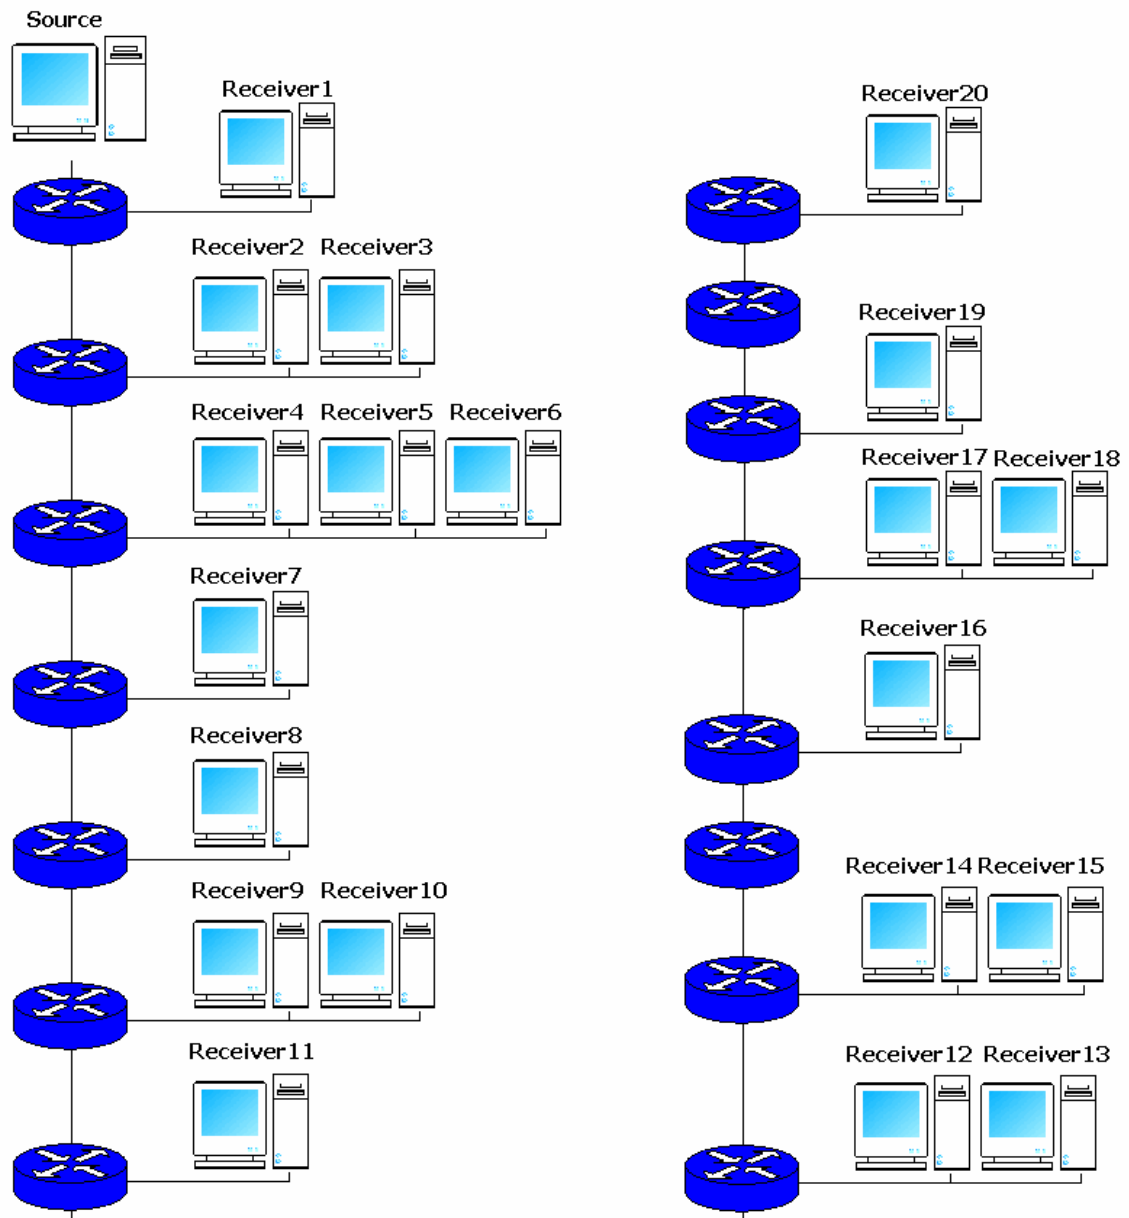 Source
Receiver1
Receiver2 Receiver3
Receiver4 Receiver5 Receiver6
Receiver7
Receiver8
Receiver9 Receiver10
Receiver11
Receiver20
Receiver19
Receiver17 Receiver18
Receiver16
Receiver14 Receiver15
Receiver12 Receiver13